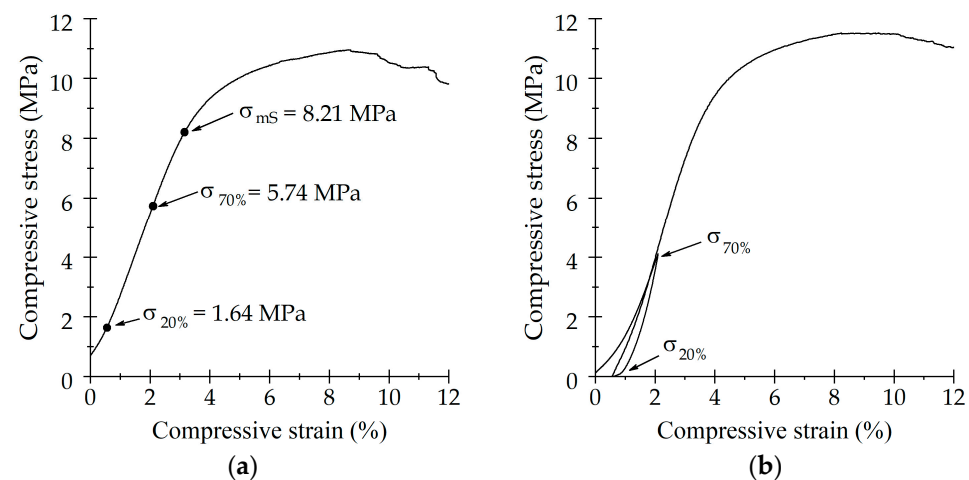 12
10
8
6
4
2
0
Compressive stress (MPa)
σmS = 8.21 MPa
σ70% = 5.74 MPa
σ20% = 1.64 MPa
0 2 4 6 8 10 12
Compressive strain (%)
(a)
12
10
8
6
4
2
0
Compressive stress (MPa)
σ70%
σ20%
0 2 4 6 8 10 12
Compressive strain (%)
(b)